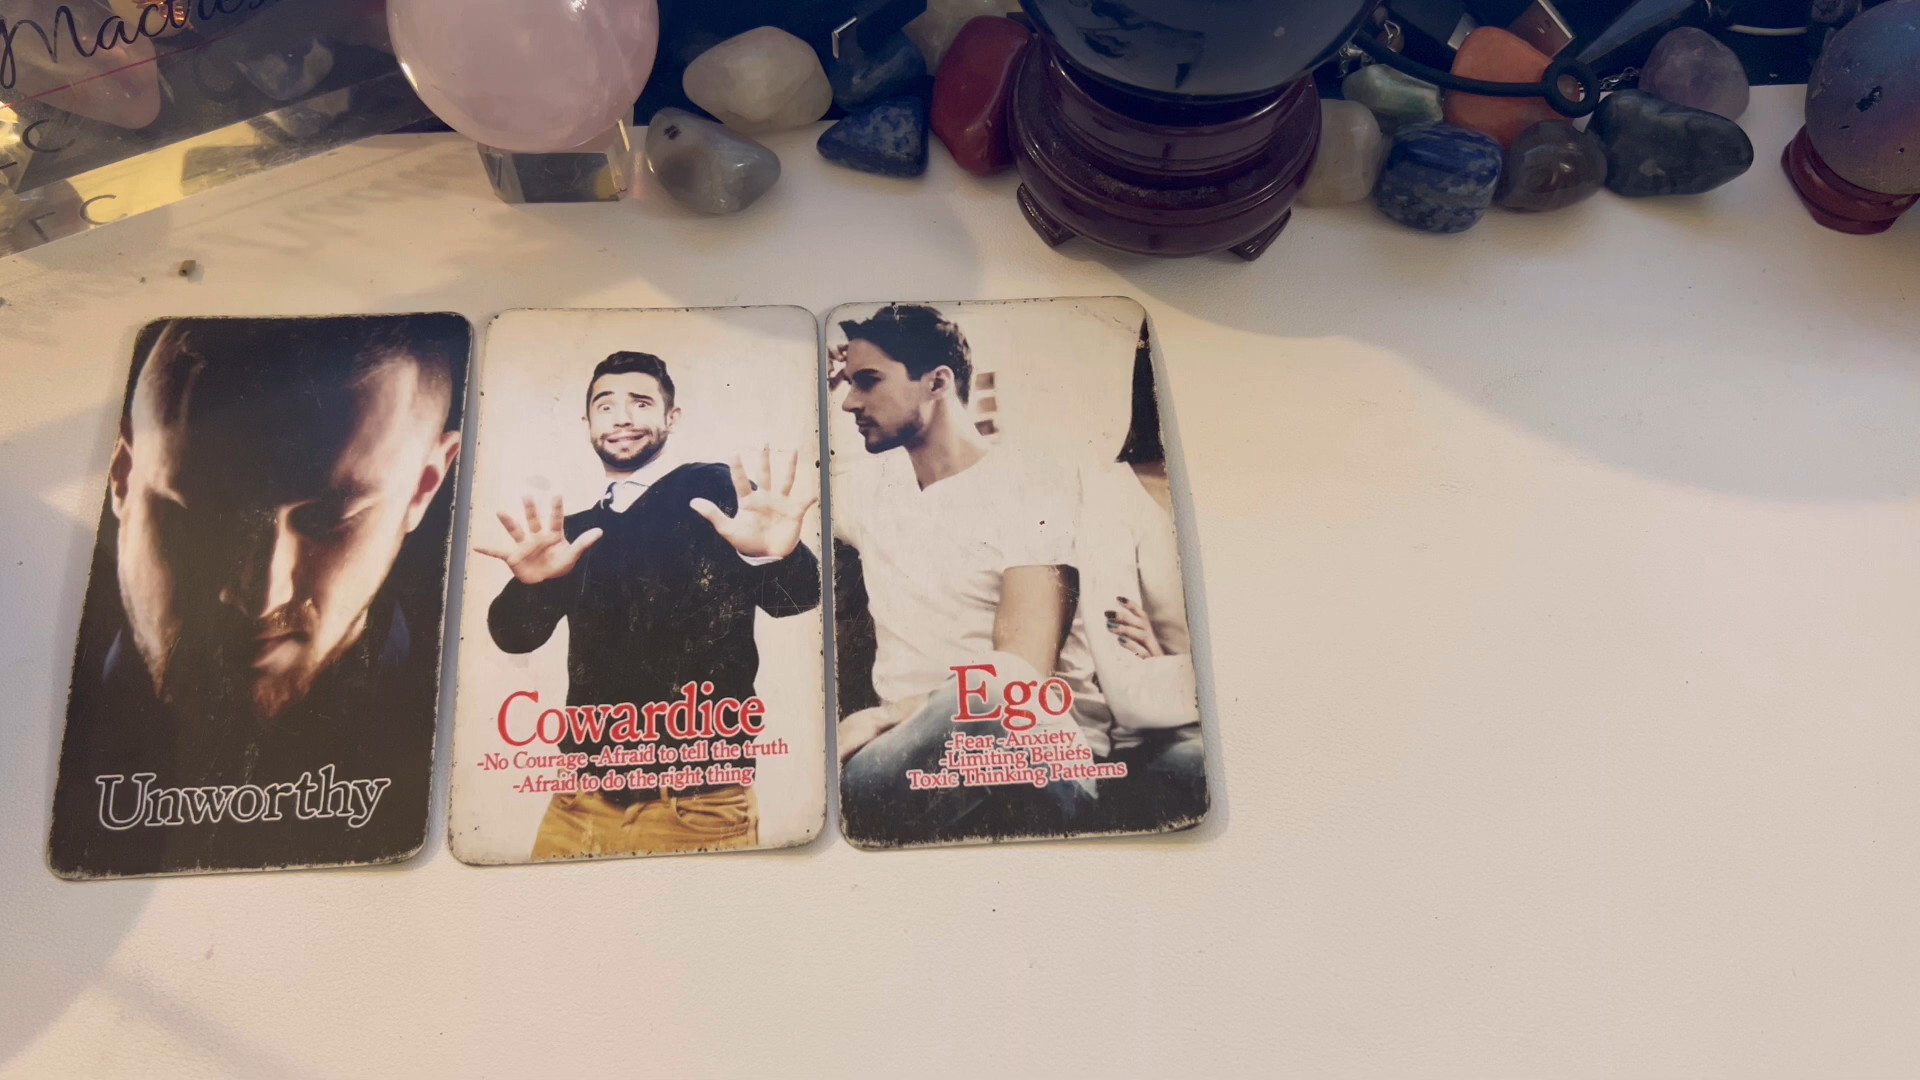 Unworthy
Cowardice
-No Courage -Afraid to tell the truth
-Afraid to do the right thing
Ego
-Fear -Anxiety
-Limiting Beliefs
Toxic Thinking Patterns